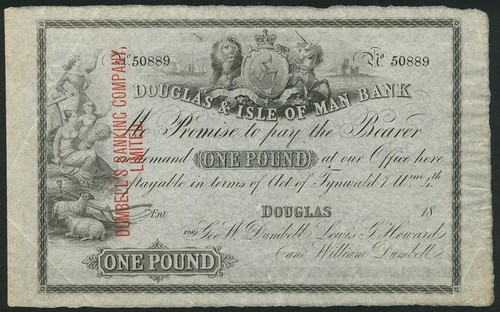 No 50889
No 50889
DOUGLAS & ISLE OF MAN BANK
We Promise to pay the Bearer
on demand ONE POUND at our Office here
payable in terms of Act of Tynwald 7 Wm 4th
Ent
DOUGLAS 18
FOR Geo W. Dumbell Lewis G Howard
and William Dumbell
ONE POUND
DUMBELL'S BANKING COMPANY,
LIMITED